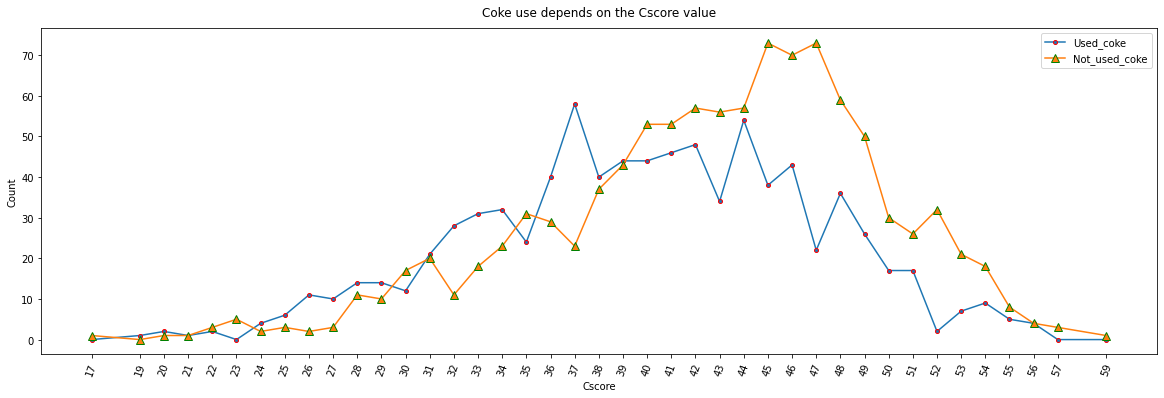 Coke use depends on the Cscore value
Used_coke
Not_used_coke
Count
70
60
50
40
30
20
10
0
17 19 20 21 22 23 24 25 26 27 28 29 30 31 32 33 34 35 36 37 38 39 40 41 42 43 44 45 46 47 48 49 50 51 52 53 54 55 56 57 59
Cscore